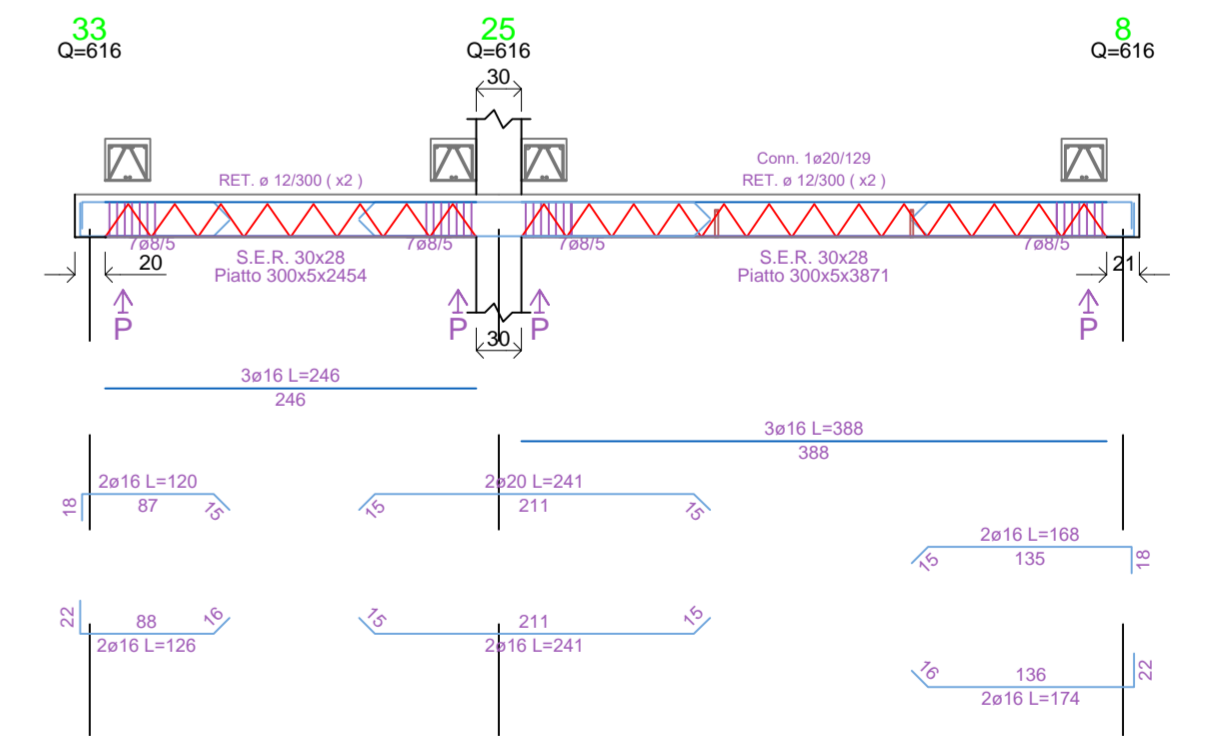 33
25
8
Q=616
Q=616
Q=616
30
Conn. 1ø20/129
RET. ø 12/300 ( x2 )
RET. ø 12/300 ( x2 )
7ø8/5
7ø8/5
7ø8/5
7ø8/5
20
S.E.R. 30x28
S.E.R. 30x28
21
Piatto 300x5x2454
Piatto 300x5x3871
P
P
P
P
30
3ø16 L=246
246
3ø16 L=388
388
2ø16 L=120
2ø20 L=241
18
87
15
15
211
15
2ø16 L=168
15
135
18
22
88
16
15
211
15
2ø16 L=126
2ø16 L=241
16
136
22
2ø16 L=174